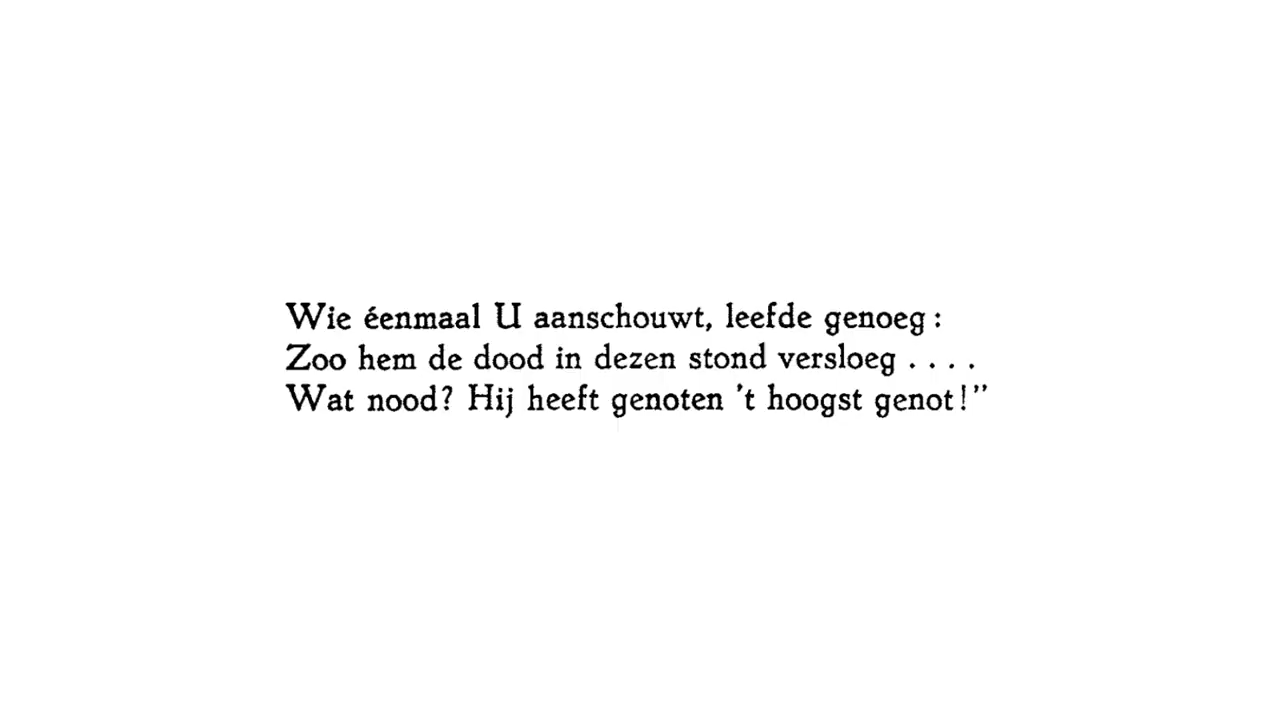 Wie éenmaal U aanschouwt, leefde genoeg:
Zoo hem de dood in dezen stond versloeg . . . .
Wat nood? Hij heeft genoten 't hoogst genot!”